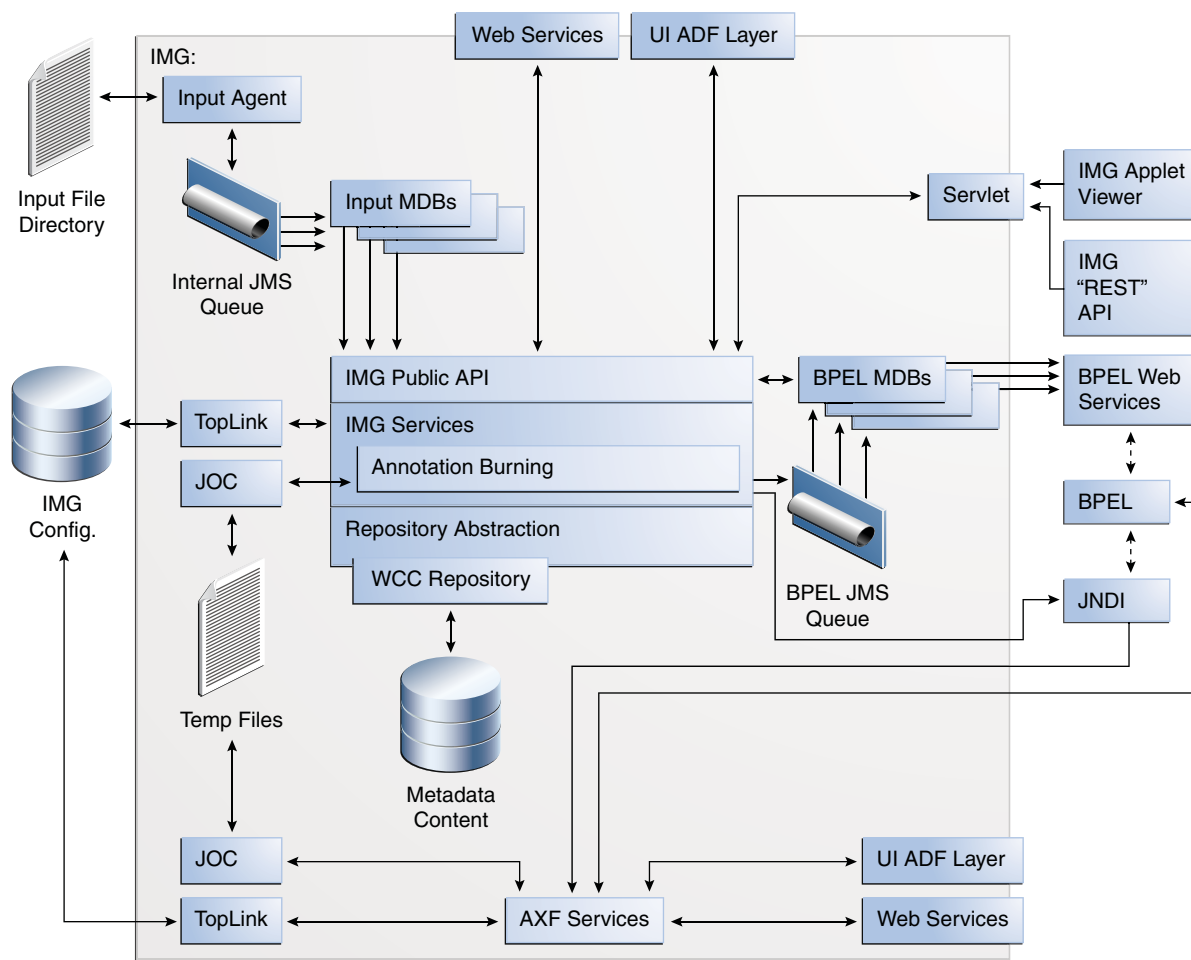 Web Services
UI ADF Layer
IMG:
Input Agent
Input File
Directory
Input MDBs
Internal JMS
Queue
Servlet
IMG Applet
Viewer
IMG
“REST”
API
IMG Public API
BPEL MDBs
BPEL Web
Services
TopLink
IMG Services
JOC
Annotation Burning
IMG
Config.
BPEL
Repository Abstraction
WCC Repository
BPEL JMS
Queue
JNDI
Temp Files
Metadata
Content
JOC
UI ADF Layer
TopLink
AXF Services
Web Services